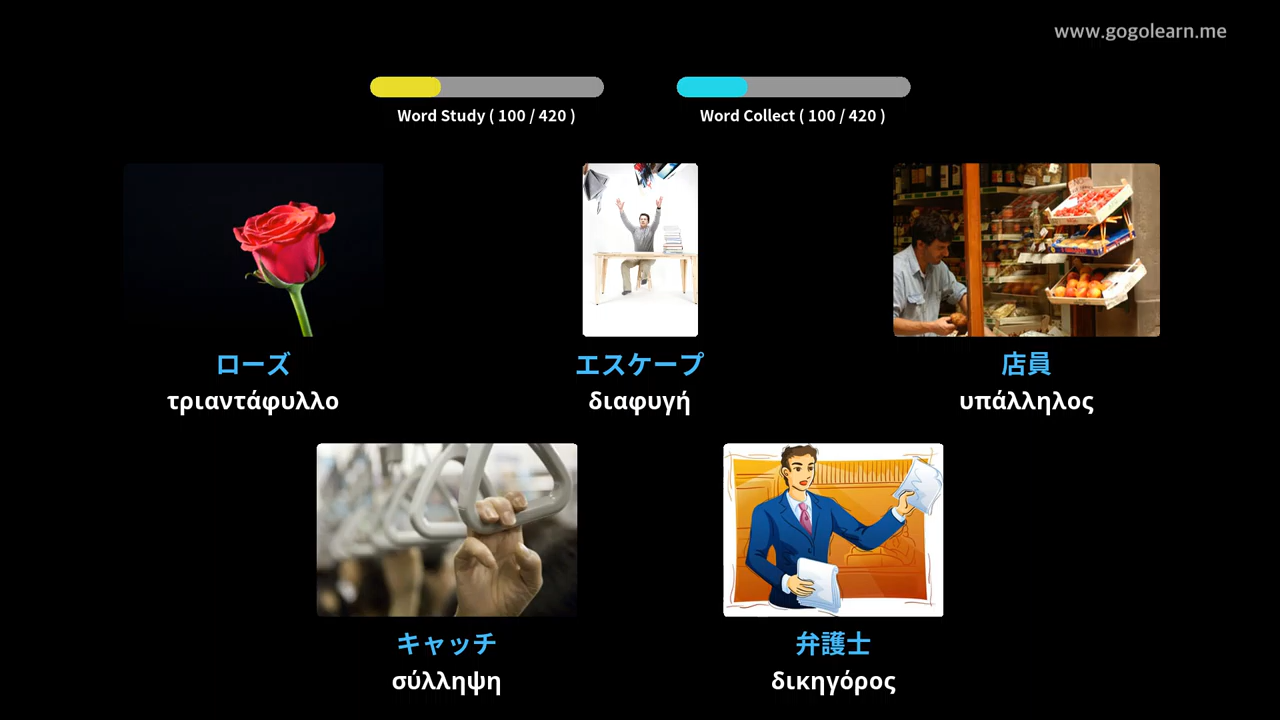 www.gogolearn.me
Word Study ( 100 / 420 )
Word Collect ( 100 / 420 )
ローズ
τριαντάφυλλο
エスケープ
διαφυγή
店員
υπάλληλος
キャッチ
σύλληψη
弁護士
δικηγόρος